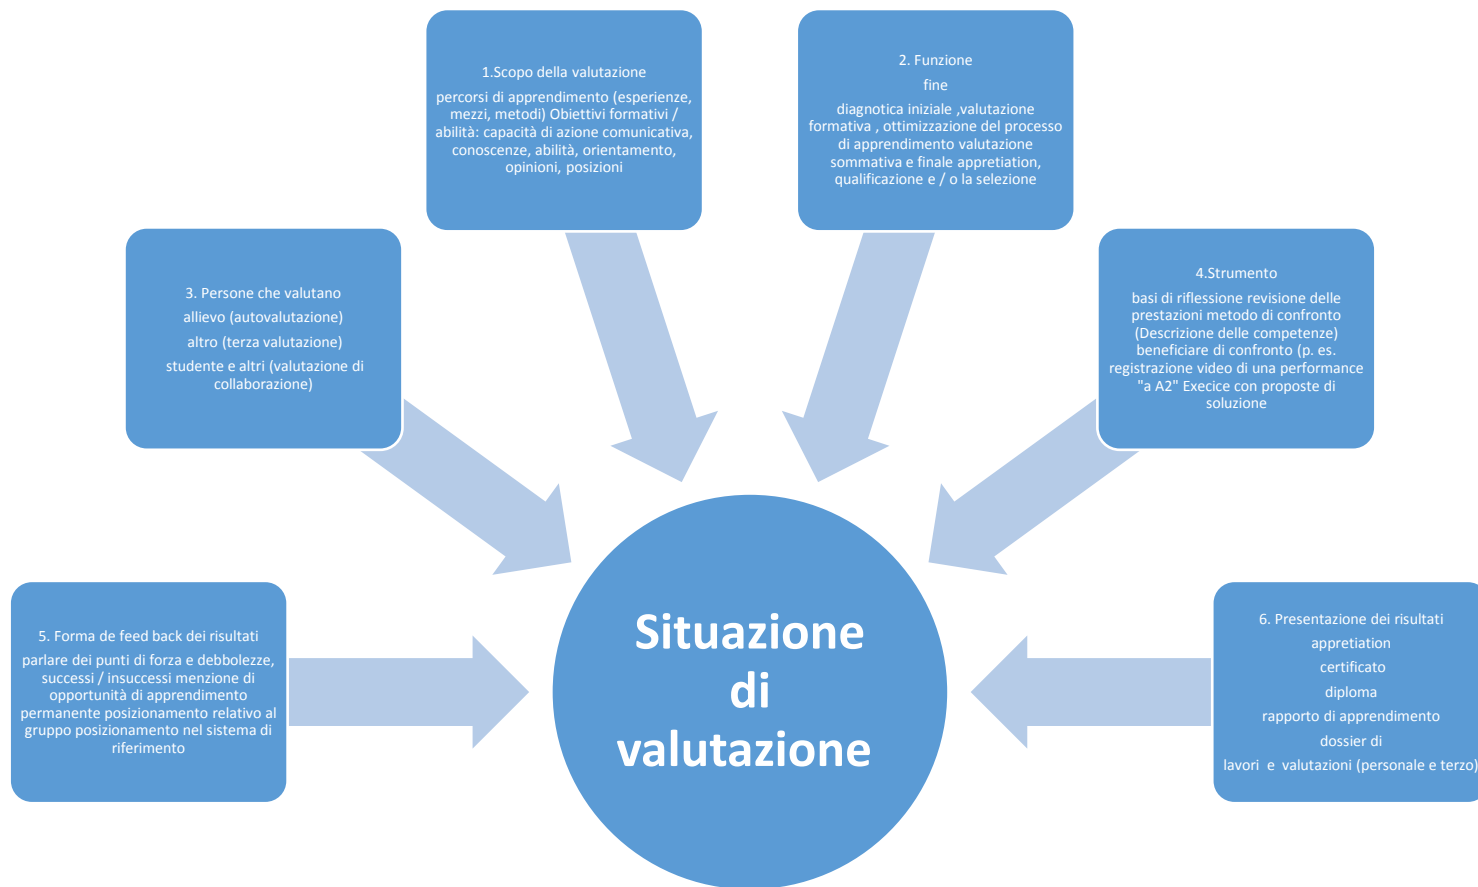 1.Scopo della valutazione
percorsi di apprendimento (esperienze,
mezzi, metodi) Obiettivi formativi /
abilità: capacità di azione comunicativa,
conoscenze, abilità, orientamento,
opinioni, posizioni
2. Funzione
fine
diagnotica iniziale ,valutazione
formativa , ottimizzazione del processo
di apprendimento valutazione
sommativa e finale appretiation,
qualificazione e / o la selezione
3. Persone che valutano
allievo (autovalutazione)
altro (terza valutazione)
studente e altri (valutazione di
collaborazione)
4.Strumento
basi di riflessione revisione delle
prestazioni metodo di confronto
(Descrizione delle competenze)
beneficiare di confronto (p. es.
registrazione video di una performance
"a A2" Execice con proposte di
soluzione
5. Forma de feed back dei risultati
parlare dei punti di forza e debbolezze,
successi / insuccessi menzione di
opportunità di apprendimento
permanente posizionamento relativo al
gruppo posizionamento nel sistema di
riferimento
6. Presentazione dei risultati
appretiation
certificato
diploma
rapporto di apprendimento
dossier di
lavori e valutazioni (personale e terzo)
Situazione
di
valutazione